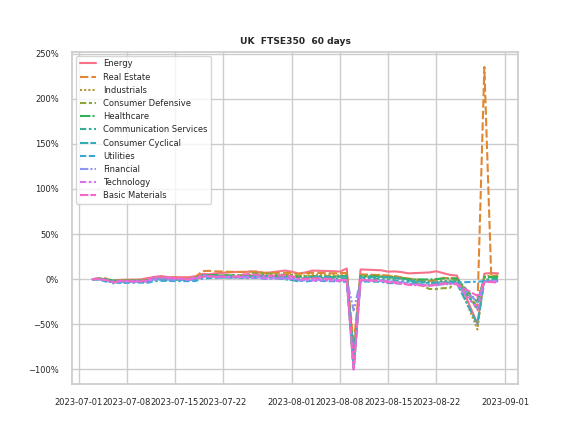 UK  FTSE350  60 days
250%
200%
150%
100%
50%
0%
−50%
−100%
Energy
Real Estate
Industrials
Consumer Defensive
Healthcare
Communication Services
Consumer Cyclical
Utilities
Financial
Technology
Basic Materials
2023-07-01 2023-07-08 2023-07-15 2023-07-22 2023-08-01 2023-08-08 2023-08-15 2023-08-22 2023-09-01